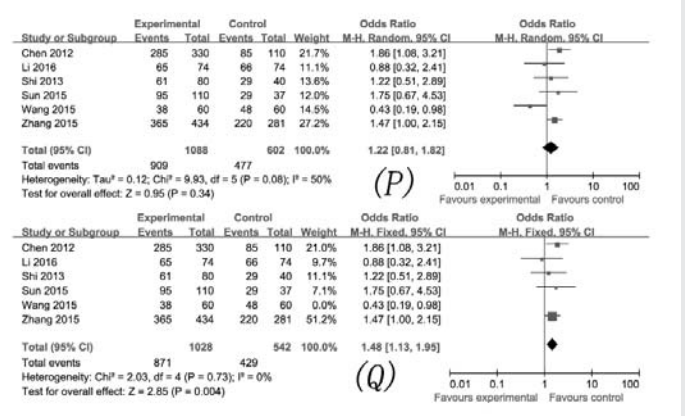 Experimental Control Odds Ratio Odds Ratio
Study or Subgroup Events Total Events Total Weight M-H. Random. 95% CI M-H. Random. 95% CI
Chen 2012 285 330 85 110 21.7% 1.86 [1.08, 3.21]
Li 2016 65 74 66 74 11.1% 0.88 [0.32, 2.41]
Shi 2013 61 80 29 40 13.6% 1.22 [0.51, 2.89]
Sun 2015 95 110 29 37 12.0% 1.75 [0.67, 4.53]
Wang 2015 38 60 48 60 14.5% 0.43 [0.19, 0.98]
Zhang 2015 365 434 220 281 27.2% 1.47 [1.00, 2.15]
Total (95% CI) 1088 602 100.0% 1.22 [0.81, 1.82]
Total events 909 477
Heterogeneity: Tau² = 0.12; Chi² = 9.93, df = 5 (P = 0.08); I² = 50%
Test for overall effect: Z = 0.95 (P = 0.34)
(P)
0.01 0.1 1 10 100
Favours experimental Favours control
Experimental Control Odds Ratio Odds Ratio
Study or Subgroup Events Total Events Total Weight M-H. Fixed. 95% CI M-H. Fixed. 95% CI
Chen 2012 285 330 85 110 21.0% 1.86 [1.08, 3.21]
Li 2016 65 74 66 74 9.7% 0.88 [0.32, 2.41]
Shi 2013 61 80 29 40 11.1% 1.22 [0.51, 2.89]
Sun 2015 95 110 29 37 7.1% 1.75 [0.67, 4.53]
Wang 2015 38 60 48 60 0.0% 0.43 [0.19, 0.98]
Zhang 2015 365 434 220 281 51.2% 1.47 [1.00, 2.15]
Total (95% CI) 1028 542 100.0% 1.48 [1.13, 1.95]
Total events 871 429
Heterogeneity: Chi² = 2.03, df = 4 (P = 0.73); I² = 0%
Test for overall effect: Z = 2.85 (P = 0.004)
(Q)
0.01 0.1 1 10 100
Favours experimental Favours control